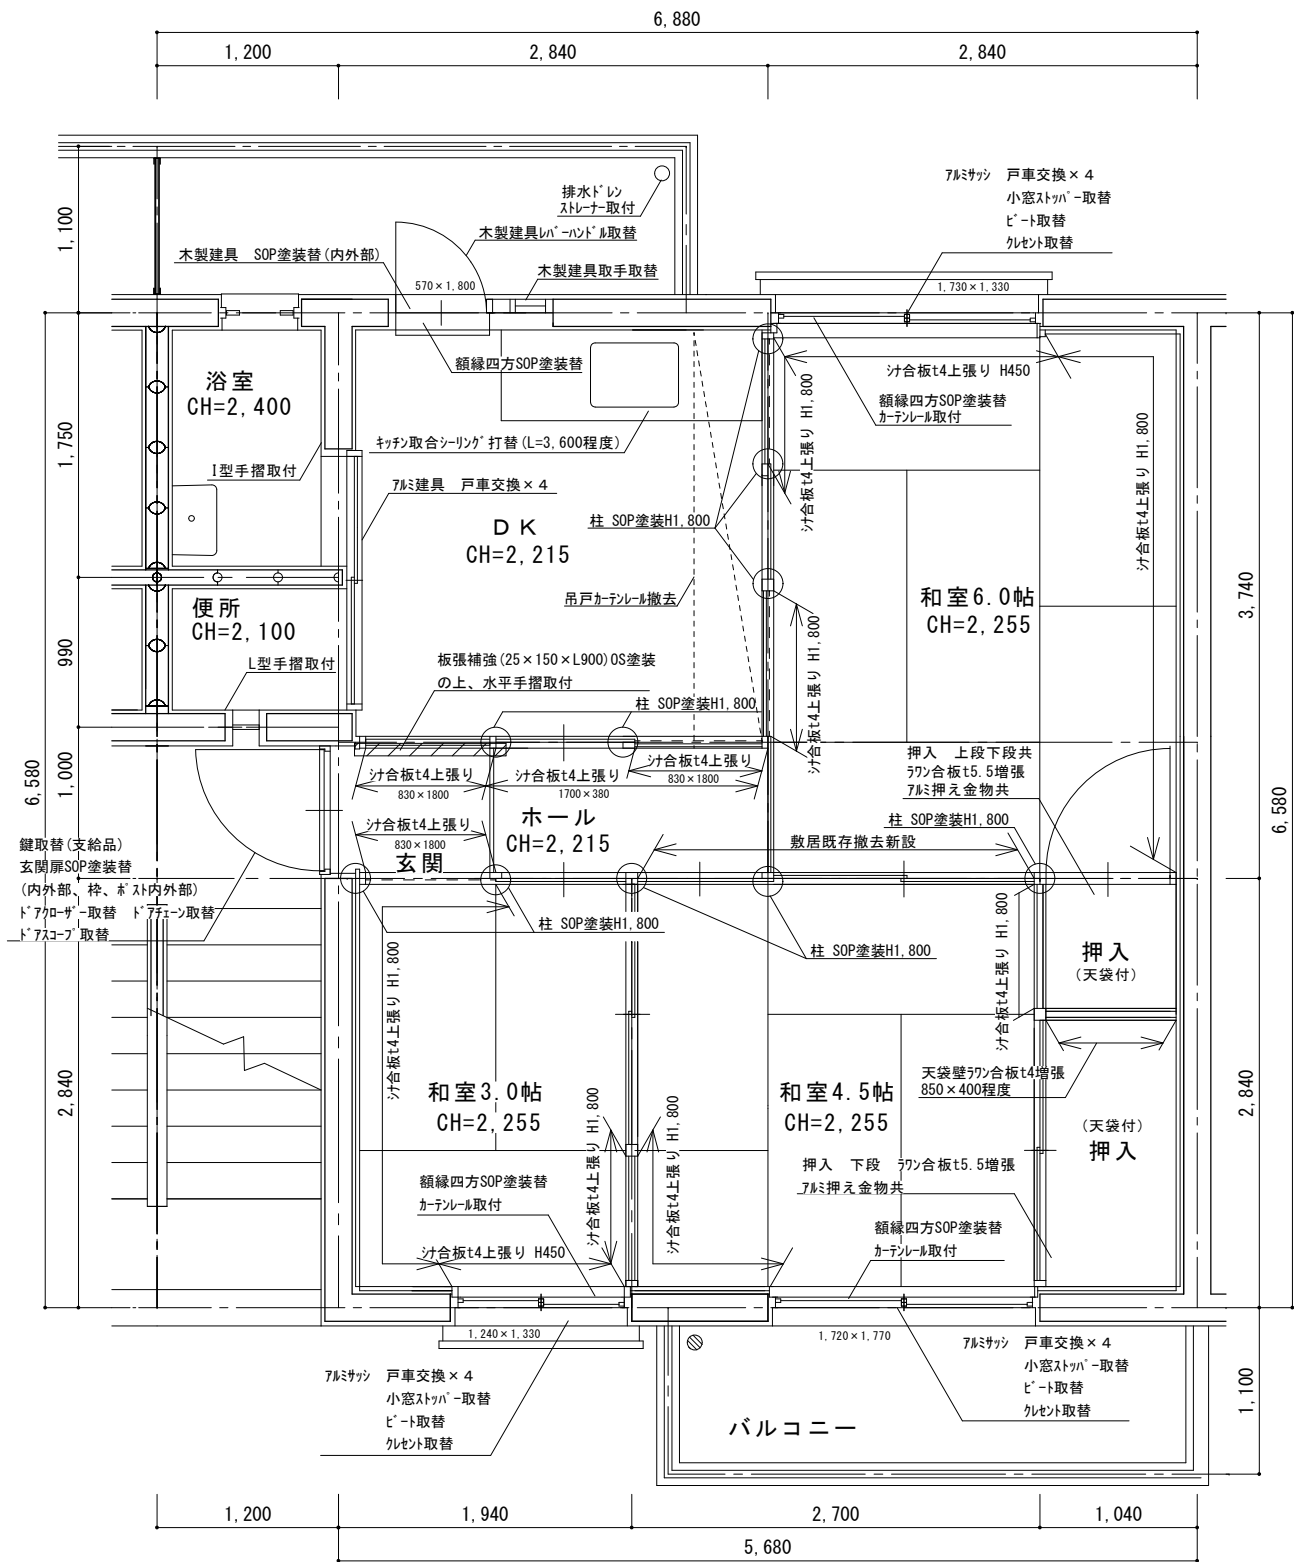 6,880
1,200
2,840
2,840
アルミサッシ 戸車交換×4
小窓ストッパー取替
ビート取替
クレセント取替
排水ドレン
ストレーナー取付
木製建具レバーハンドル取替
木製建具 SOP塗装替(内外部)
木製建具取手取替
570×1,800
1,730×1,330
1,100
額縁四方SOP塗装替
シナ合板t4上張り H450
額縁四方SOP塗装替
カーテンレール取付
浴室
CH=2,400
シナ合板t4上張り H1,800
シナ合板t4上張り H1,800
キッチン取合シーリング打替(L=3,600程度)
1,750
I型手摺取付
アルミ建具 戸車交換×4
DK
CH=2,215
柱 SOP塗装H1,800
和室6.0帖
CH=2,255
吊戸カーテンレール撤去
3,740
便所
CH=2,100
990
シナ合板t4上張り H1,800
L型手摺取付
板張補強(25×150×L900)OS塗装
の上、水平手摺取付
柱 SOP塗装H1,800
押入 上段下段共
ラワン合板t5.5増張
アルミ押え金物共
シナ合板t4上張り
830×1800
シナ合板t4上張り
1700×380
シナ合板t4上張り
830×1800
6,580
1,000
6,580
ホール
CH=2,215
柱 SOP塗装H1,800
シナ合板t4上張り
830×1800
玄関
敷居既存撤去新設
鍵取替(支給品)
玄関扉SOP塗装替
(内外部、枠、ポスト内外部)
ドアクローザー取替 ドアチェーン取替
ドアスコープ取替
柱 SOP塗装H1,800
柱 SOP塗装H1,800
シナ合板t4上張り H1,800
シナ合板t4上張り H1,800
押入
(天袋付)
天袋壁ラワン合板t4増張
850×400程度
2,840
和室3.0帖
CH=2,255
シナ合板t4上張り H1,800
シナ合板t4上張り H1,800
和室4.5帖
CH=2,255
2,840
(天袋付)
押入
押入 下段 ラワン合板t5.5増張
アルミ押え金物共
額縁四方SOP塗装替
カーテンレール取付
額縁四方SOP塗装替
カーテンレール取付
シナ合板t4上張り H450
1,240×1,330
1,720×1,770
アルミサッシ 戸車交換×4
小窓ストッパー取替
ビート取替
クレセント取替
アルミサッシ 戸車交換×4
小窓ストッパー取替
ビート取替
クレセント取替
1,100
バルコニー
1,200
1,940
2,700
1,040
5,680